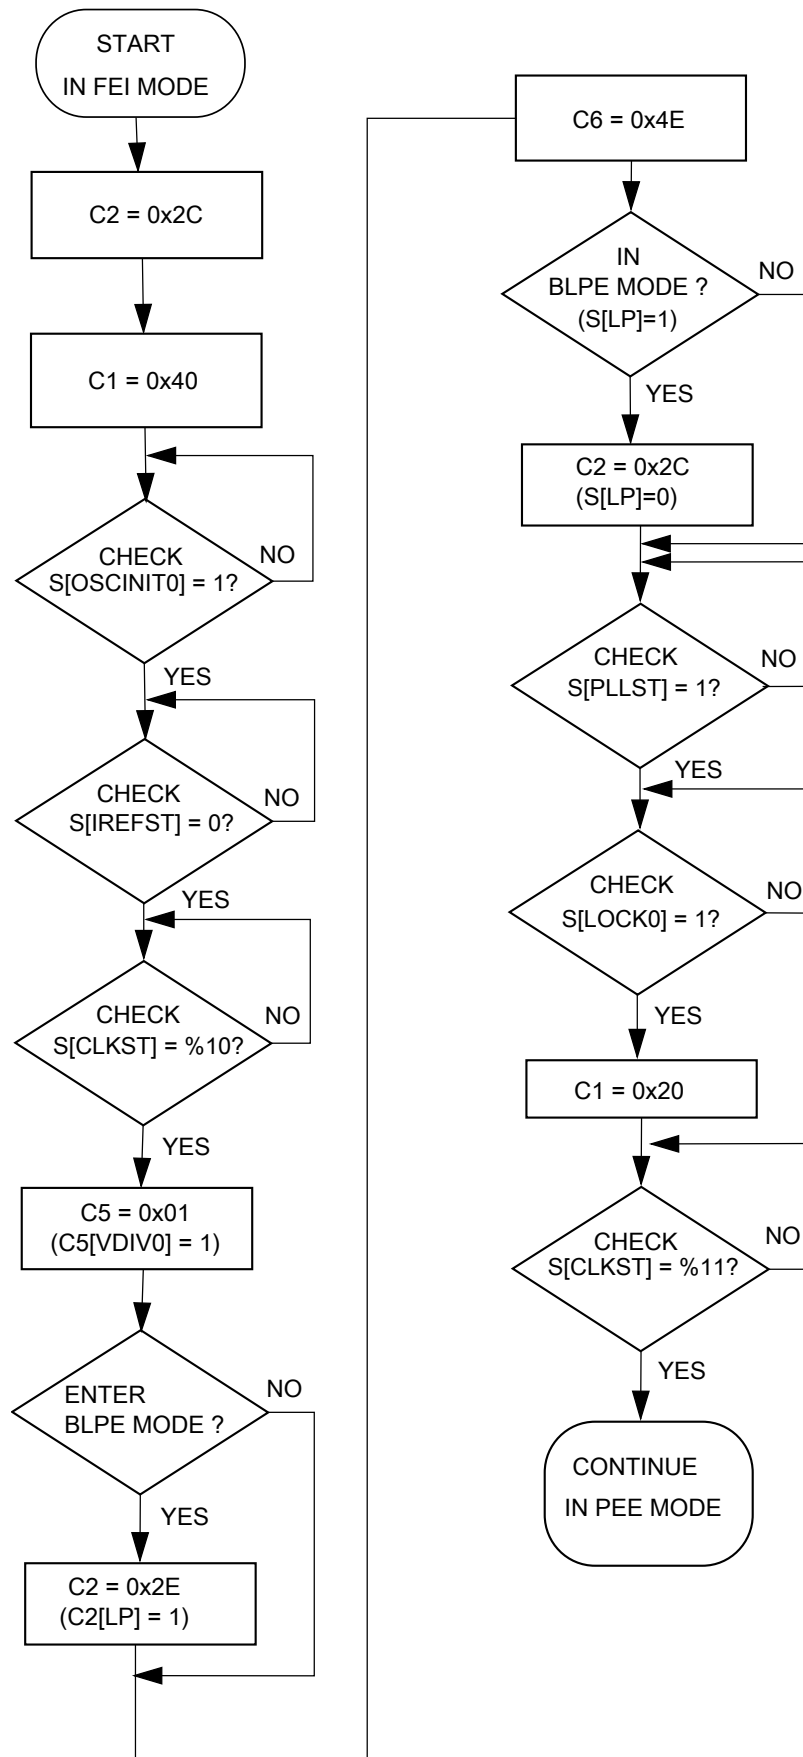 START
IN FEI MODE
C2 = 0x2C
C1 = 0x40
CHECK
S[OSCINIT0] = 1?
NO
YES
CHECK
S[IREFST] = 0?
NO
YES
CHECK
S[CLKST] = %10?
NO
YES
C5 = 0x01
(C5[VDIV0] = 1)
ENTER
BLPE MODE ?
NO
YES
C2 = 0x2E
(C2[LP] = 1)
C6 = 0x4E
IN
BLPE MODE ?
(S[LP]=1)
NO
YES
C2 = 0x2C
(S[LP]=0)
CHECK
S[PLLST] = 1?
NO
YES
CHECK
S[LOCK0] = 1?
NO
YES
C1 = 0x20
CHECK
S[CLKST] = %11?
NO
YES
CONTINUE
IN PEE MODE